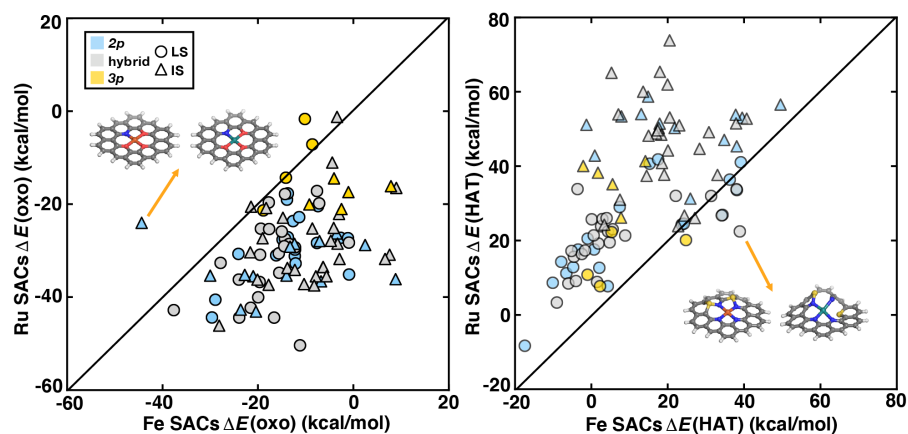 20
0
-20
-40
-60
-60
-40
-20
0
20
Ru SACs ΔE(oxo) (kcal/mol)
Fe SACs ΔE(oxo) (kcal/mol)
2p
hybrid
3p
LS
IS
80
60
40
20
0
-20
-20
0
20
40
60
80
Ru SACs ΔE(HAT) (kcal/mol)
Fe SACs ΔE(HAT) (kcal/mol)